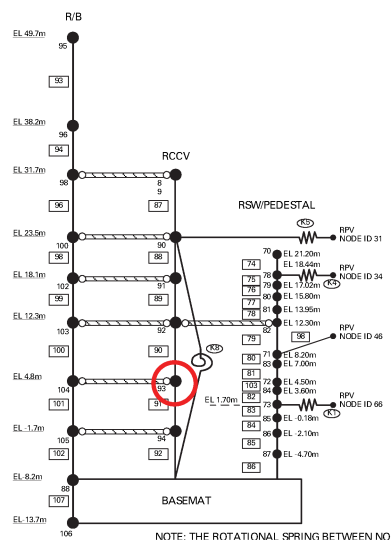 R/B
EL 49.7m
95
93
EL 38.2m
96
94
RCCV
EL 31.7m
98
8
9
96
87
RSW/PEDESTAL
K5
RPV
NODE ID 31
EL 23.5m
100
90
70
EL 21.20m
98
88
74
EL 18.44m
RPV
NODE ID 34
EL 18.1m
78
75
79
EL 17.02m
K4
102
91
76
80
EL 15.80m
99
89
77
81
EL 13.95m
EL 12.3m
78
EL 12.30m
103
92
82
98
RPV
NODE ID 46
79
100
90
K6
71
EL 8.20m
80
83
EL 7.00m
EL 4.8m
81
104
93
72
EL 4.50m
103
84
EL 3.60m
101
91
EL 1.70m
82
73
RPV
NODE ID 66
83
K1
EL -1.7m
85
EL -0.18m
105
94
84
86
EL -2.10m
102
92
85
87
EL -4.70m
86
EL-8.2m
88
107
BASEMAT
EL-13.7m
106
NOTE: THE ROTATIONAL SPRING BETWEEN NO